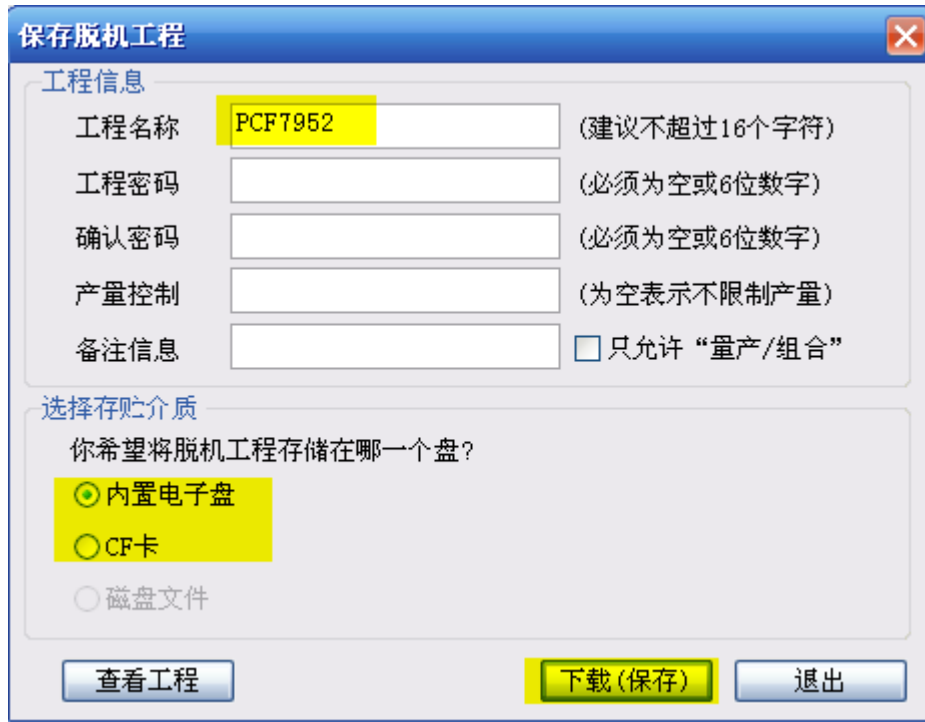 保存脱机工程
工程信息
工程名称 PCF7952 (建议不超过16个字符)
工程密码 (必须为空或6位数字)
确认密码 (必须为空或6位数字)
产量控制 (为空表示不限制产量)
备注信息 只允许“量产/组合”
选择存贮介质
你希望将脱机工程存储在哪一个盘?
内置电子盘
CF卡
磁盘文件
查看工程 下载(保存) 退出